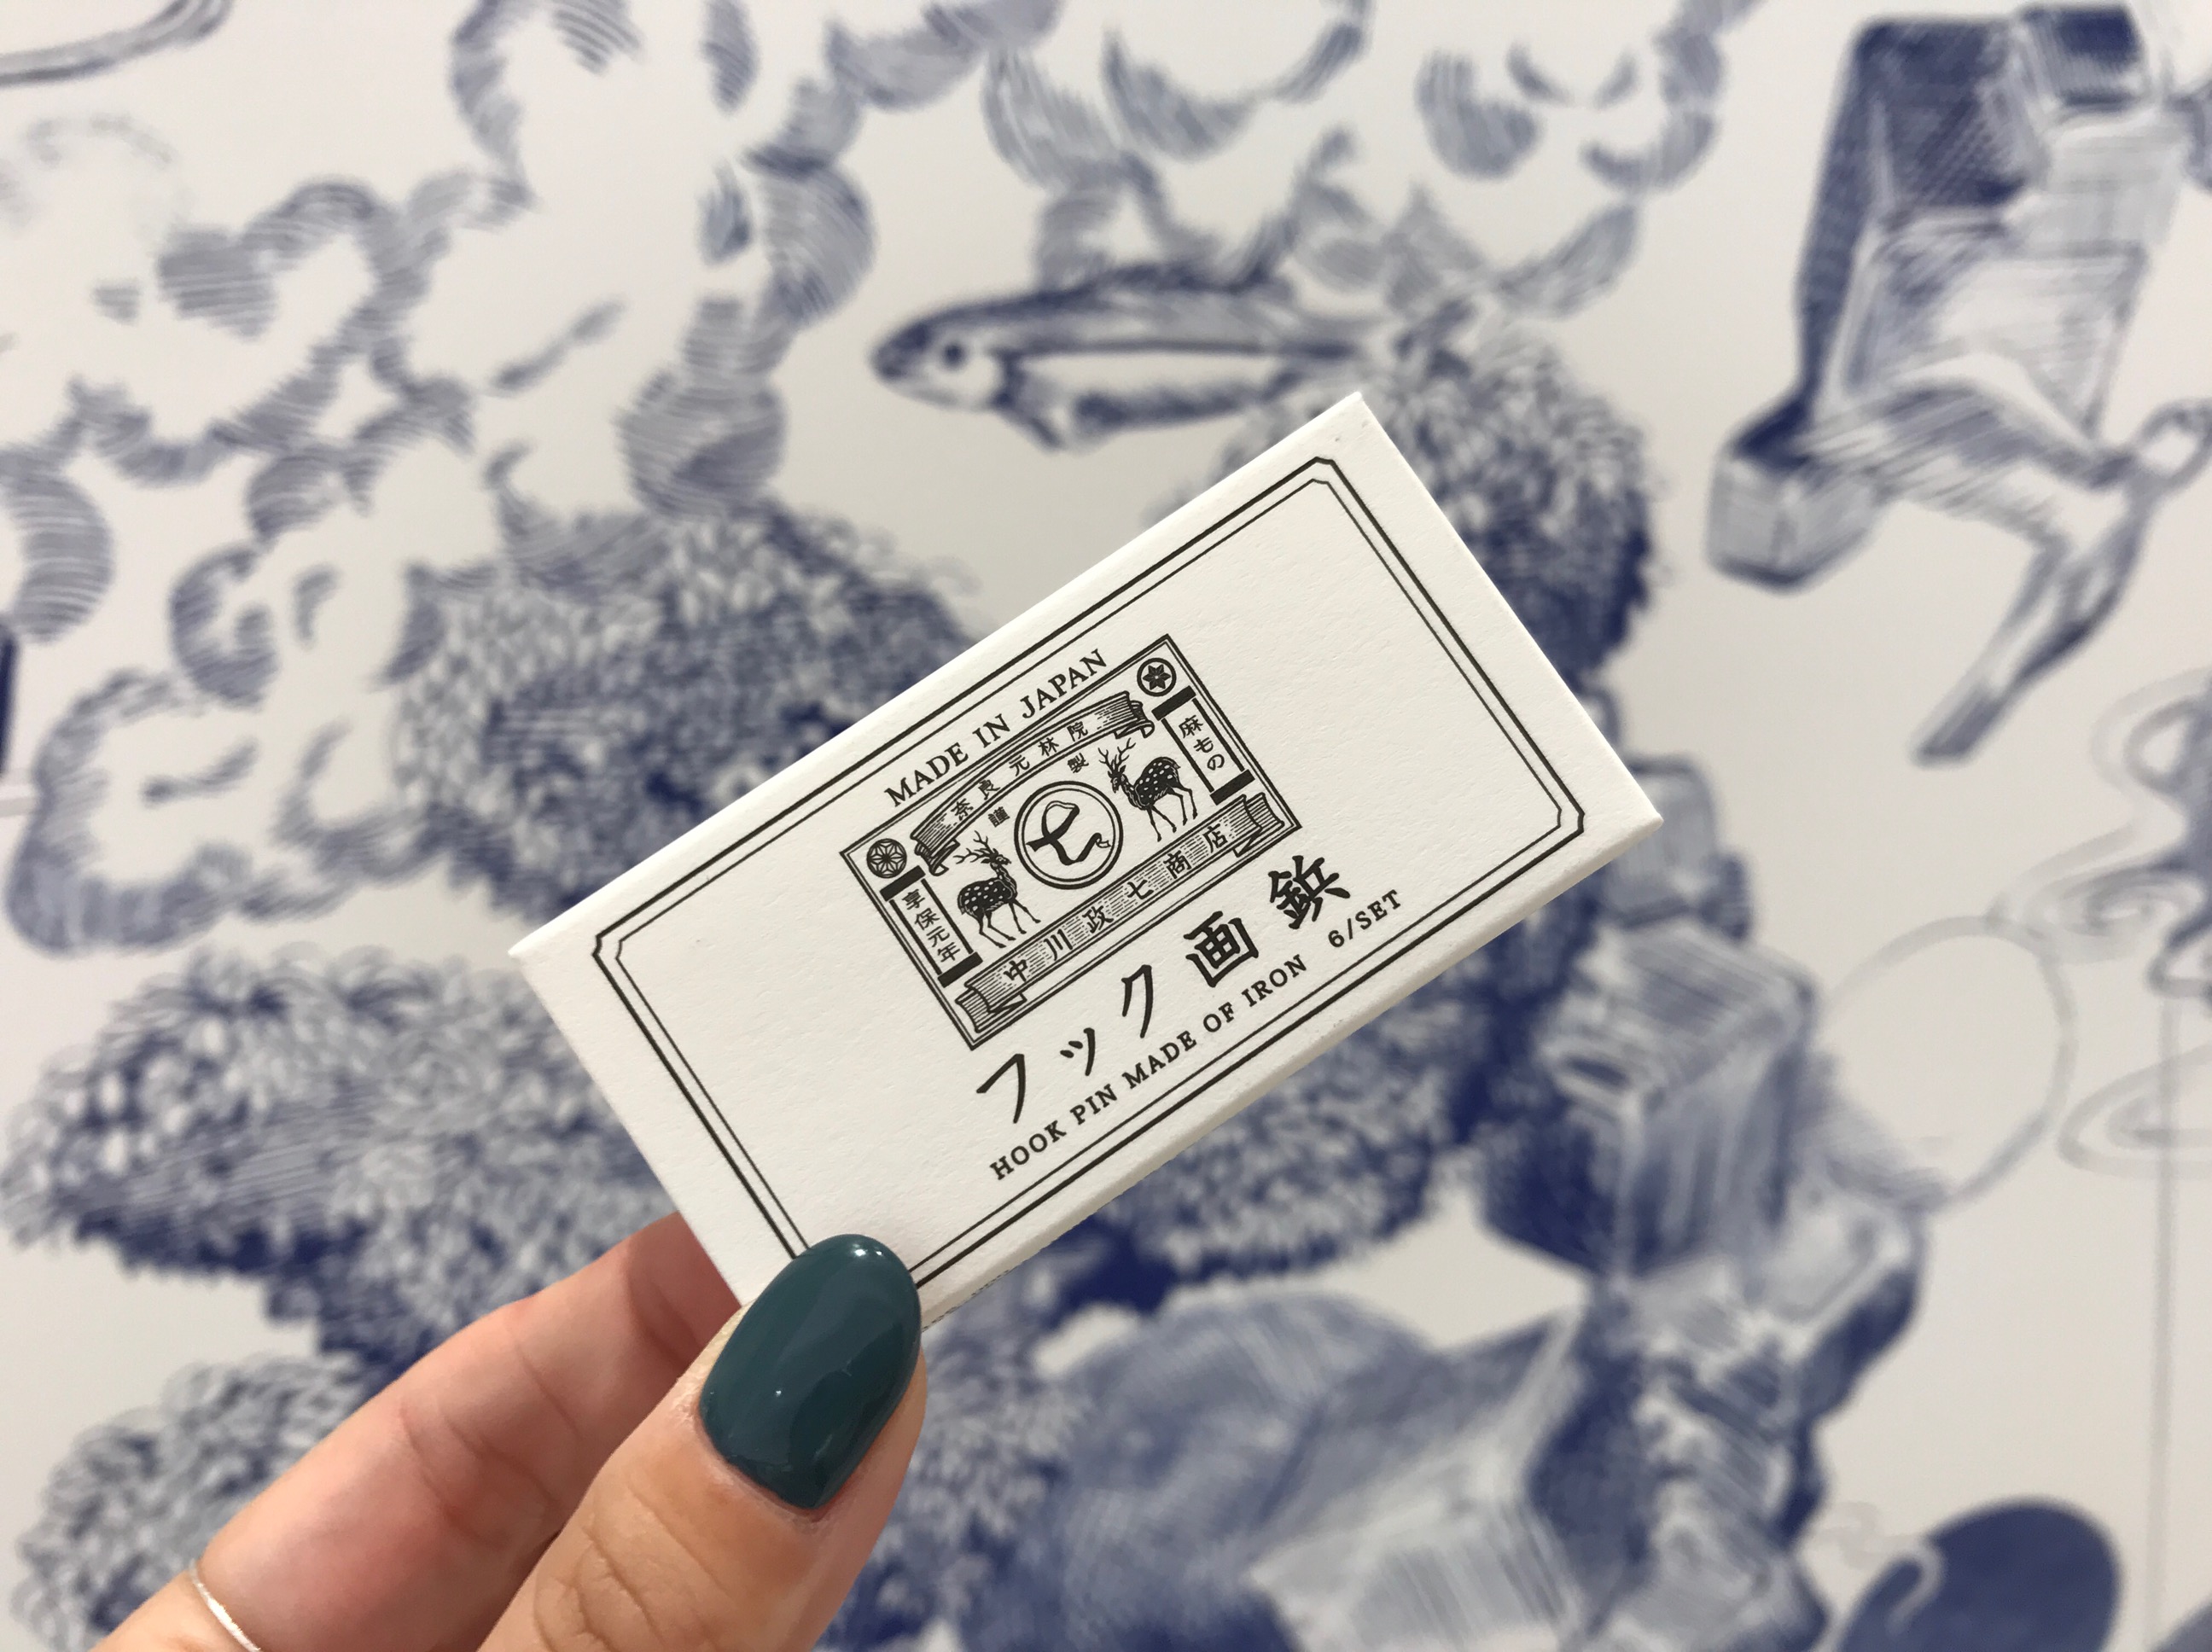 MADE IN JAPAN
奈良元林院
謹製
麻もの
七
享保元年
中川政七商店
フック画鋲
HOOK PIN MADE OF IRON 6/SET